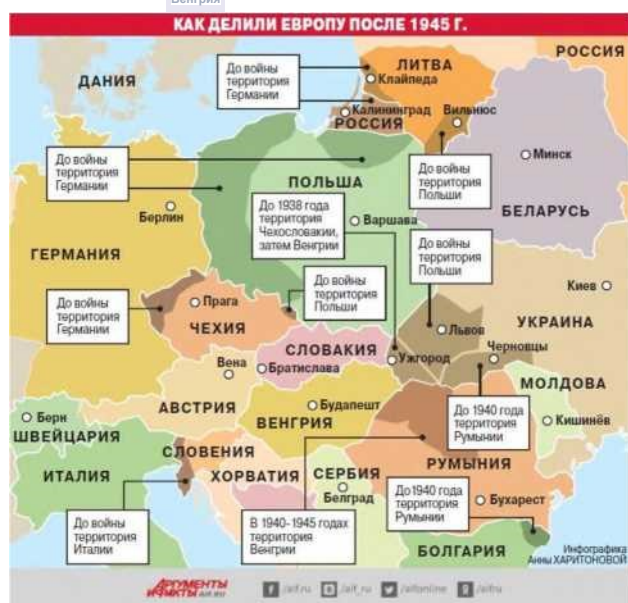 Венгрия
КАК ДЕЛИЛИ ЕВРОПУ ПОСЛЕ 1945 Г.
ДАНИЯ
До войны
территория
Германии
ЛИТВА
Клайпеда
РОССИЯ
Калининград
РОССИЯ
Вильнюс
До войны
территория
Германии
До войны
территория
Польши
Минск
БЕЛАРУСЬ
ПОЛЬША
До 1938 года
территория
Чехословакии,
затем Венгрии
Варшава
Берлин
ГЕРМАНИЯ
До войны
территория
Польши
Киев
До войны
территория
Германии
Прага
ЧЕХИЯ
До войны
территория
Польши
Львов
УКРАИНА
СЛОВАКИЯ
Ужгород
Черновцы
Вена
Братислава
МОЛДОВА
АВСТРИЯ
Будапешт
ВЕНГРИЯ
До 1940 года
территория
Румынии
Кишинёв
Берн
ШВЕЙЦАРИЯ
СЛОВЕНИЯ
ИТАЛИЯ
ХОРВАТИЯ
СЕРБИЯ
Белград
РУМЫНИЯ
До войны
территория
Италии
В 1940-1945 годах
территория
Венгрии
До 1940 года
территория
Румынии
Бухарест
БОЛГАРИЯ
Инфографика
Анны ХАРИТОНОВОЙ
АРГУМЕНТЫ
И ФАКТЫ AIF.RU
/aif.ru
/aif_ru
/aifonline
/aifru